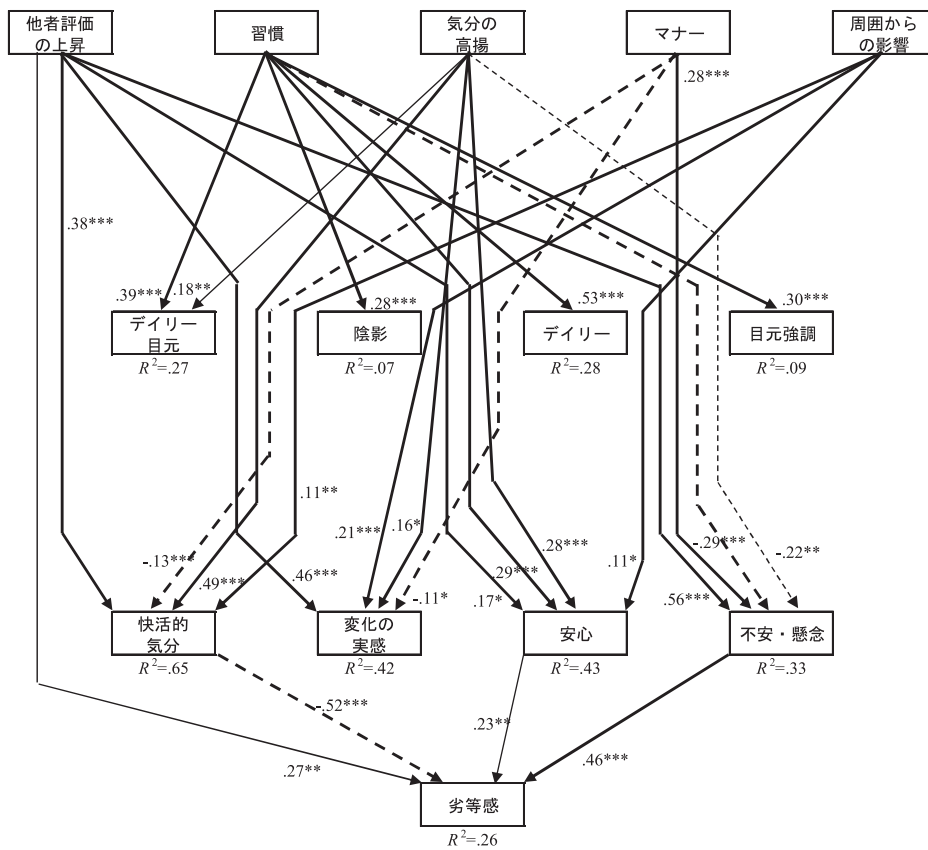 他者評価
の上昇
習慣
気分の
高揚
マナー
周囲から
の影響
.28***
.38***
.39***
.18**
.28***
.53***
.30***
デイリー
目元
陰影
デイリー
目元強調
R²=.27
R²=.07
R²=.28
R²=.09
.11**
-.13***
.49***
.46***
.21***
.16*
-.11*
.17*
.29***
.28***
.11*
.56***
-.29***
-.22**
快活的
気分
変化の
実感
安心
不安・懸念
R²=.65
R²=.42
R²=.43
R²=.33
-.52***
.23**
.27**
.46***
劣等感
R²=.26